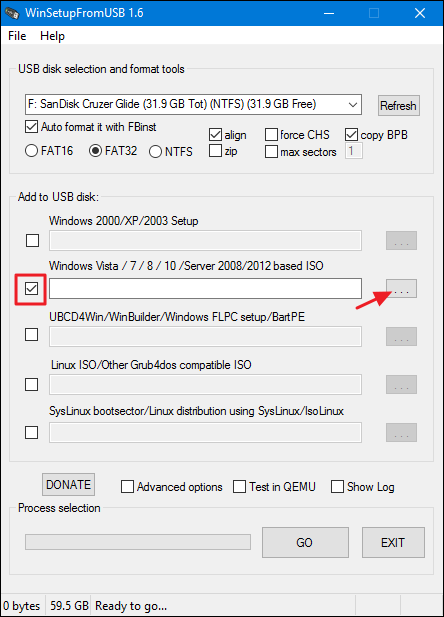 WinSetupFromUSB 1.6
File Help
USB disk selection and format tools
F: SanDisk Cruzer Glide (31.9 GB Tot) (NTFS) (31.9 GB Free)
Refresh
Auto format it with FBinst
align
force CHS
copy BPB
FAT16
FAT32
NTFS
zip
max sectors
1
Add to USB disk:
Windows 2000/XP/2003 Setup
...
Windows Vista / 7 / 8 / 10 /Server 2008/2012 based ISO
...
UBCD4Win/WinBuilder/Windows FLPC setup/BartPE
...
Linux ISO/Other Grub4dos compatible ISO
...
SysLinux bootsector/Linux distribution using SysLinux/IsoLinux
...
DONATE
Advanced options
Test in QEMU
Show Log
Process selection
GO
EXIT
0 bytes
59.5 GB
Ready to go...